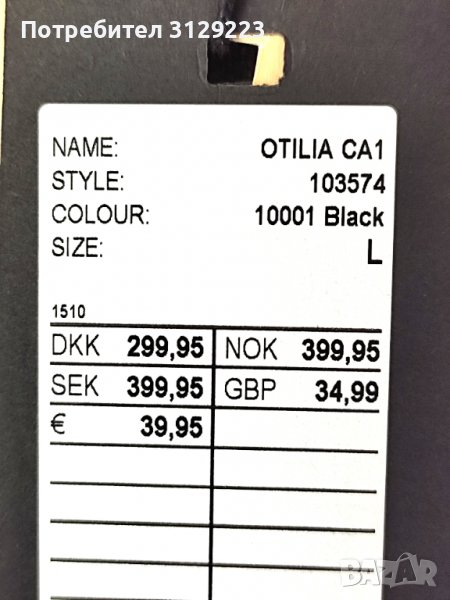 Потребител 3129223
NAME: OTILIA CA1
STYLE: 103574
COLOUR: 10001 Black
SIZE: L
1510
DKK 299,95 NOK 399,95
SEK 399,95 GBP 34,99
€ 39,95
BAZAR